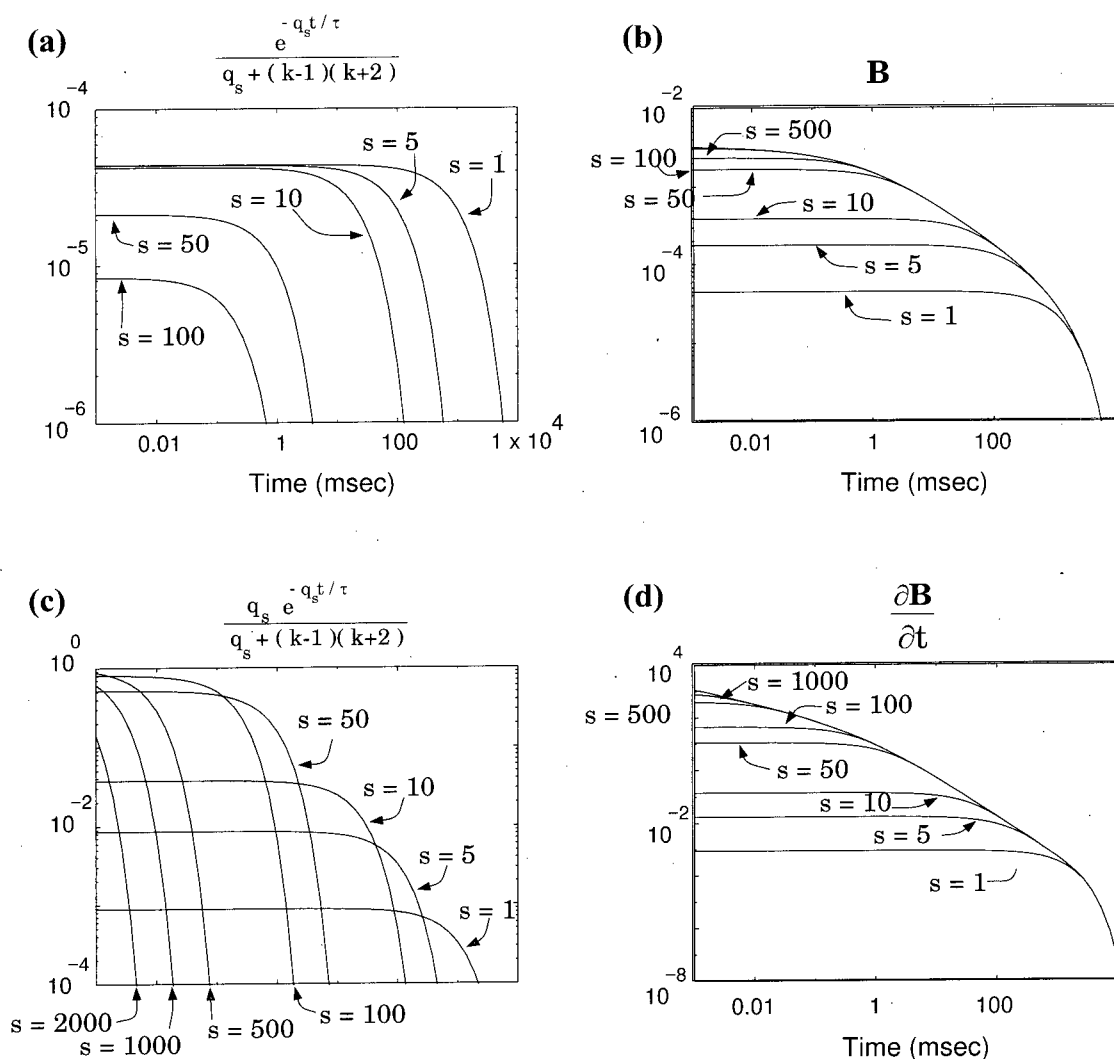 (a)
e^{-q_s t/τ}
q_s + (k-1)(k+2)
10^{-4}
s = 5
s = 1
s = 10
s = 50
10^{-5}
s = 100
10^{-6}
0.01
1
100
1 x 10^4
Time (msec)
(b)
B
10^{-2}
s = 500
s = 100
s = 50
s = 10
10^{-4}
s = 5
s = 1
10^{-6}
0.01
1
100
Time (msec)
(c)
q_s e^{-q_s t/τ}
q_s + (k-1)(k+2)
10^0
s = 50
s = 10
10^{-2}
s = 5
s = 1
10^{-4}
s = 2000
s = 1000
s = 500
s = 100
(d)
∂B
∂t
10^4
s = 1000
s = 500
s = 100
s = 50
s = 10
10^{-2}
s = 5
s = 1
10^{-8}
0.01
1
100
Time (msec)